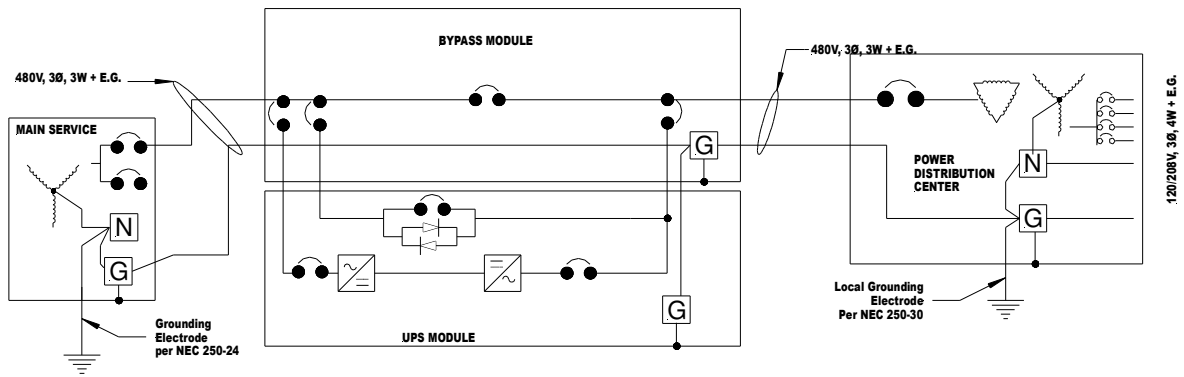 BYPASS MODULE
480V, 3Ø, 3W + E.G.
480V, 3Ø, 3W + E.G.
MAIN SERVICE
N
G
Grounding
Electrode
per NEC 250-24
G
G
UPS MODULE
POWER
DISTRIBUTION
CENTER
N
G
Local Grounding
Electrode
Per NEC 250-30
120/208V, 3Ø, 4W + E.G.